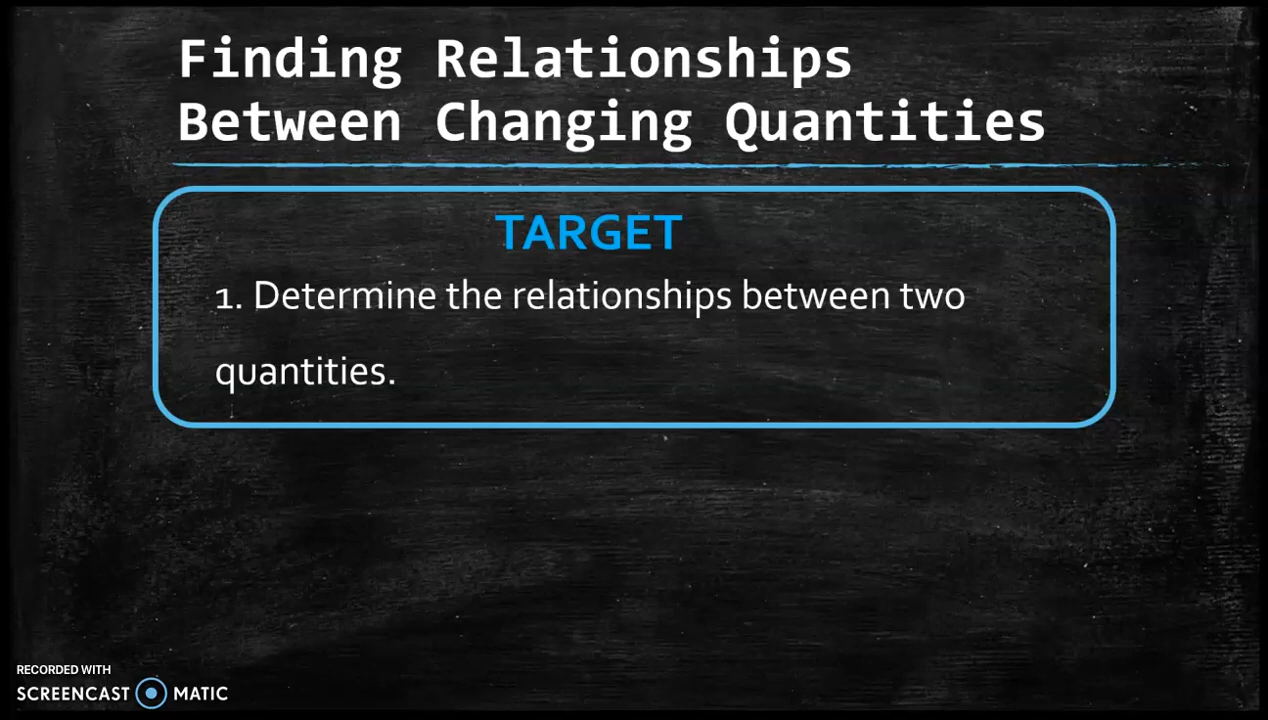 Finding Relationships
Between Changing Quantities
TARGET
1. Determine the relationships between two
quantities.
RECORDED WITH
SCREENCAST MATIC